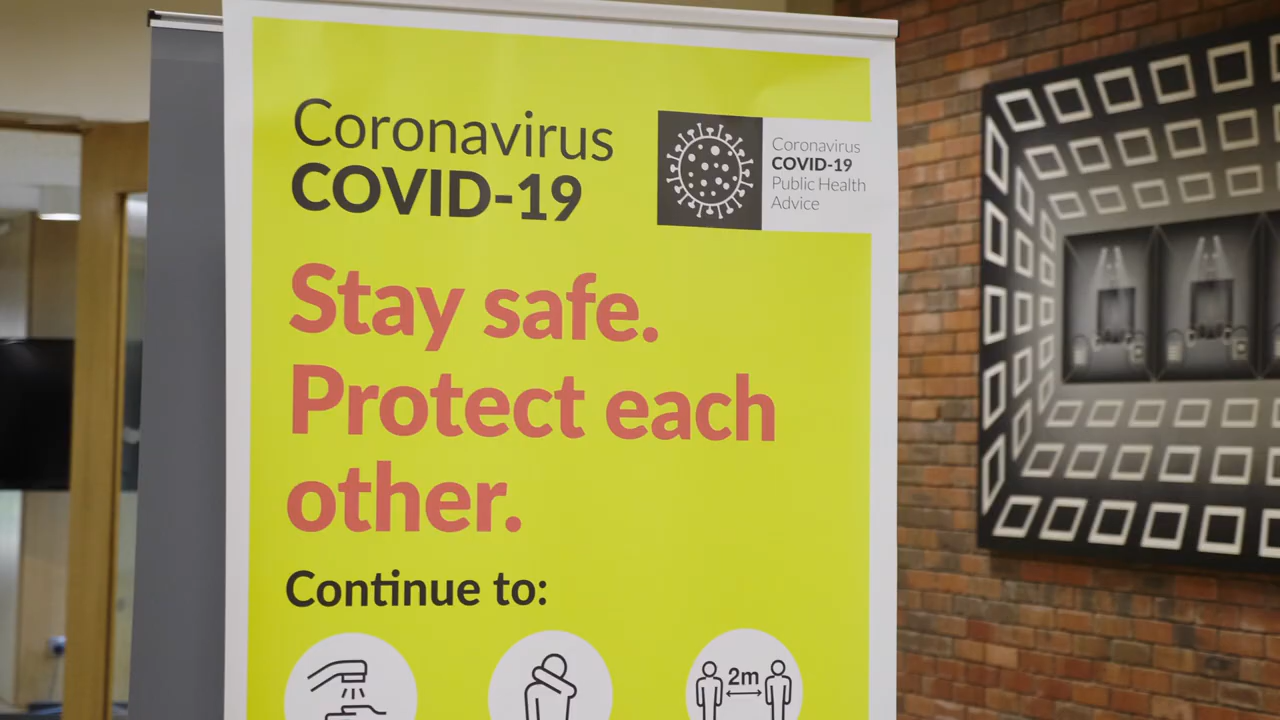 Coronavirus
COVID-19
Coronavirus
COVID-19
Public Health
Advice
Stay safe.
Protect each
other.
Continue to:
2m